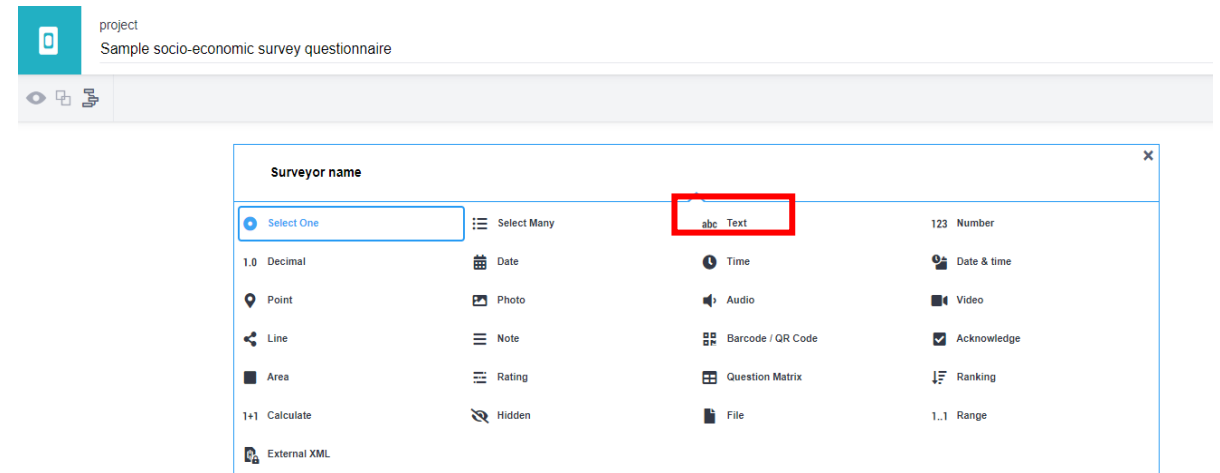 project
Sample socio-economic survey questionnaire
Surveyor name
Select One
Select Many
abc Text
123 Number
1.0 Decimal
Date
Time
Date & time
Point
Photo
Audio
Video
Line
Note
Barcode / QR Code
Acknowledge
Area
Rating
Question Matrix
Ranking
1+1 Calculate
Hidden
File
1..1 Range
External XML